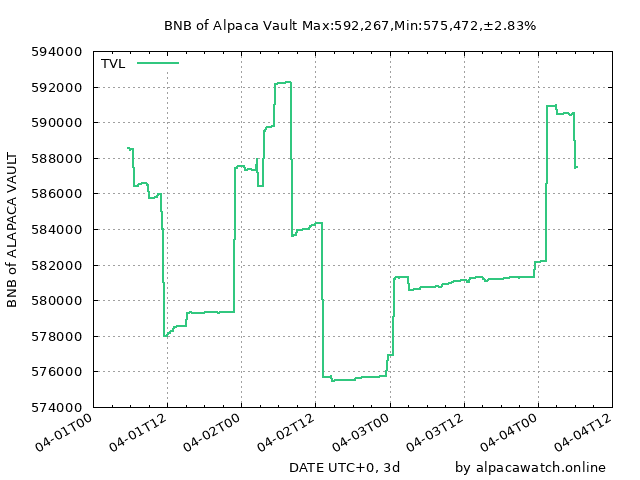 BNB of Alpaca Vault Max:592,267,Min:575,472,±2.83%
TVL
594000
592000
590000
588000
586000
584000
582000
580000
578000
576000
574000
BNB of ALAPACA VAULT
04-01T00
04-01T12
04-02T00
04-02T12
04-03T00
04-03T12
04-04T00
04-04T12
DATE UTC+0, 3d
by alpacawatch.online